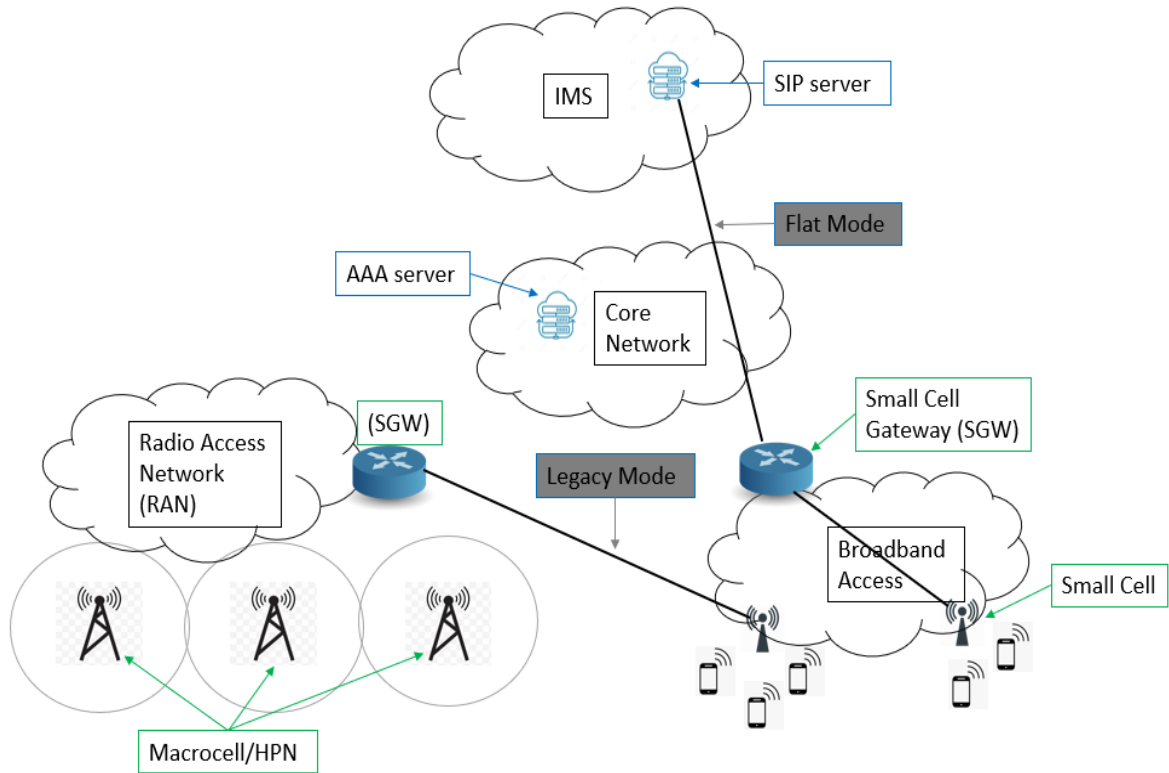 IMS
SIP server
Flat Mode
AAA server
Core
Network
Small Cell
Gateway (SGW)
(SGW)
Radio Access
Network
(RAN)
Legacy Mode
Broadband
Access
Small Cell
Macrocell/HPN